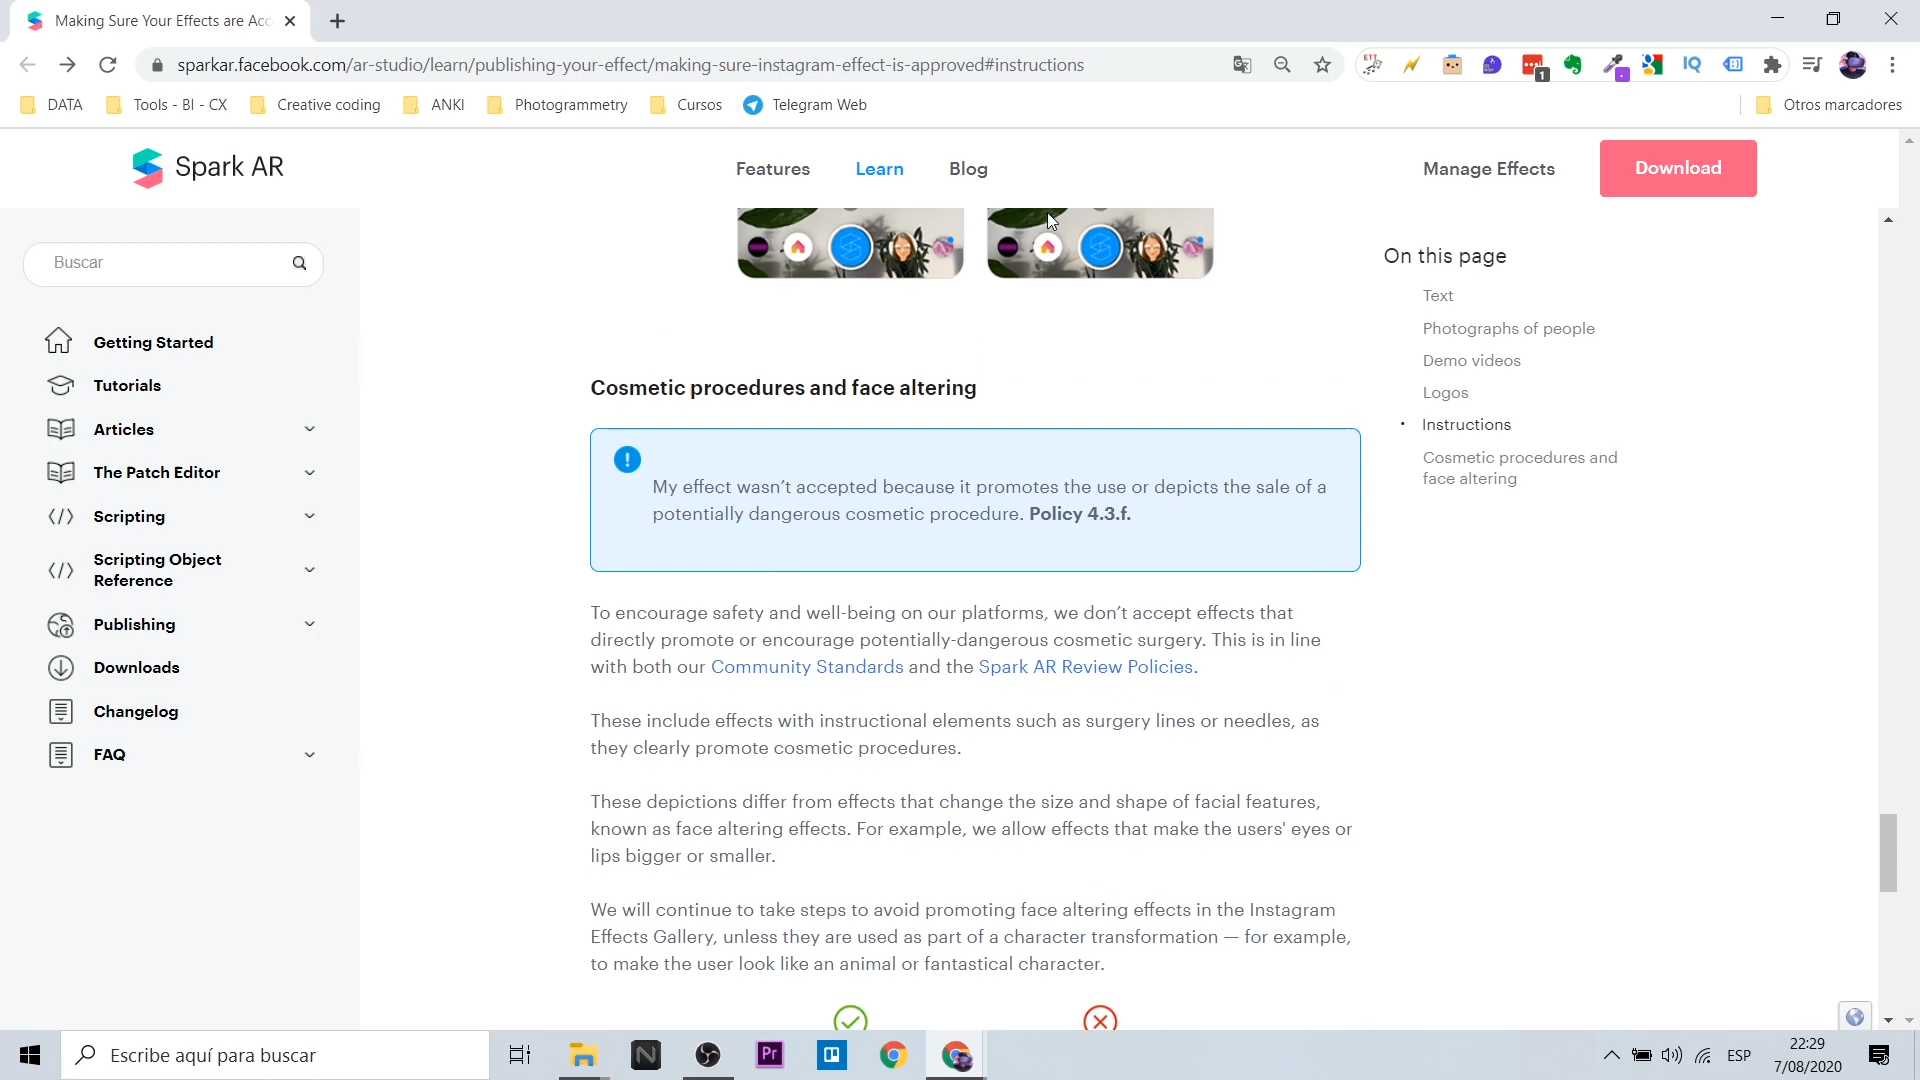 Making Sure Your Effects are Acc
sparkar.facebook.com/ar-studio/learn/publishing-your-effect/making-sure-instagram-effect-is-approved#instructions
ETT
1
IQ
DATA
Tools - BI - CX
Creative coding
ANKI
Photogrammetry
Cursos
Telegram Web
Otros marcadores
Spark AR
Features
Learn
Blog
Manage Effects
Download
Buscar
Getting Started
Tutorials
Articles
The Patch Editor
Scripting
Scripting Object
Reference
Publishing
Downloads
Changelog
FAQ
Cosmetic procedures and face altering
My effect wasn't accepted because it promotes the use or depicts the sale of a
potentially dangerous cosmetic procedure. Policy 4.3.f.
To encourage safety and well-being on our platforms, we don't accept effects that
directly promote or encourage potentially-dangerous cosmetic surgery. This is in line
with both our Community Standards and the Spark AR Review Policies.
These include effects with instructional elements such as surgery lines or needles, as
they clearly promote cosmetic procedures.
These depictions differ from effects that change the size and shape of facial features,
known as face altering effects. For example, we allow effects that make the users' eyes or
lips bigger or smaller.
We will continue to take steps to avoid promoting face altering effects in the Instagram
Effects Gallery, unless they are used as part of a character transformation — for example,
to make the user look like an animal or fantastical character.
On this page
Text
Photographs of people
Demo videos
Logos
Instructions
Cosmetic procedures and
face altering
Escribe aquí para buscar
Pr
ESP
22:29
7/08/2020